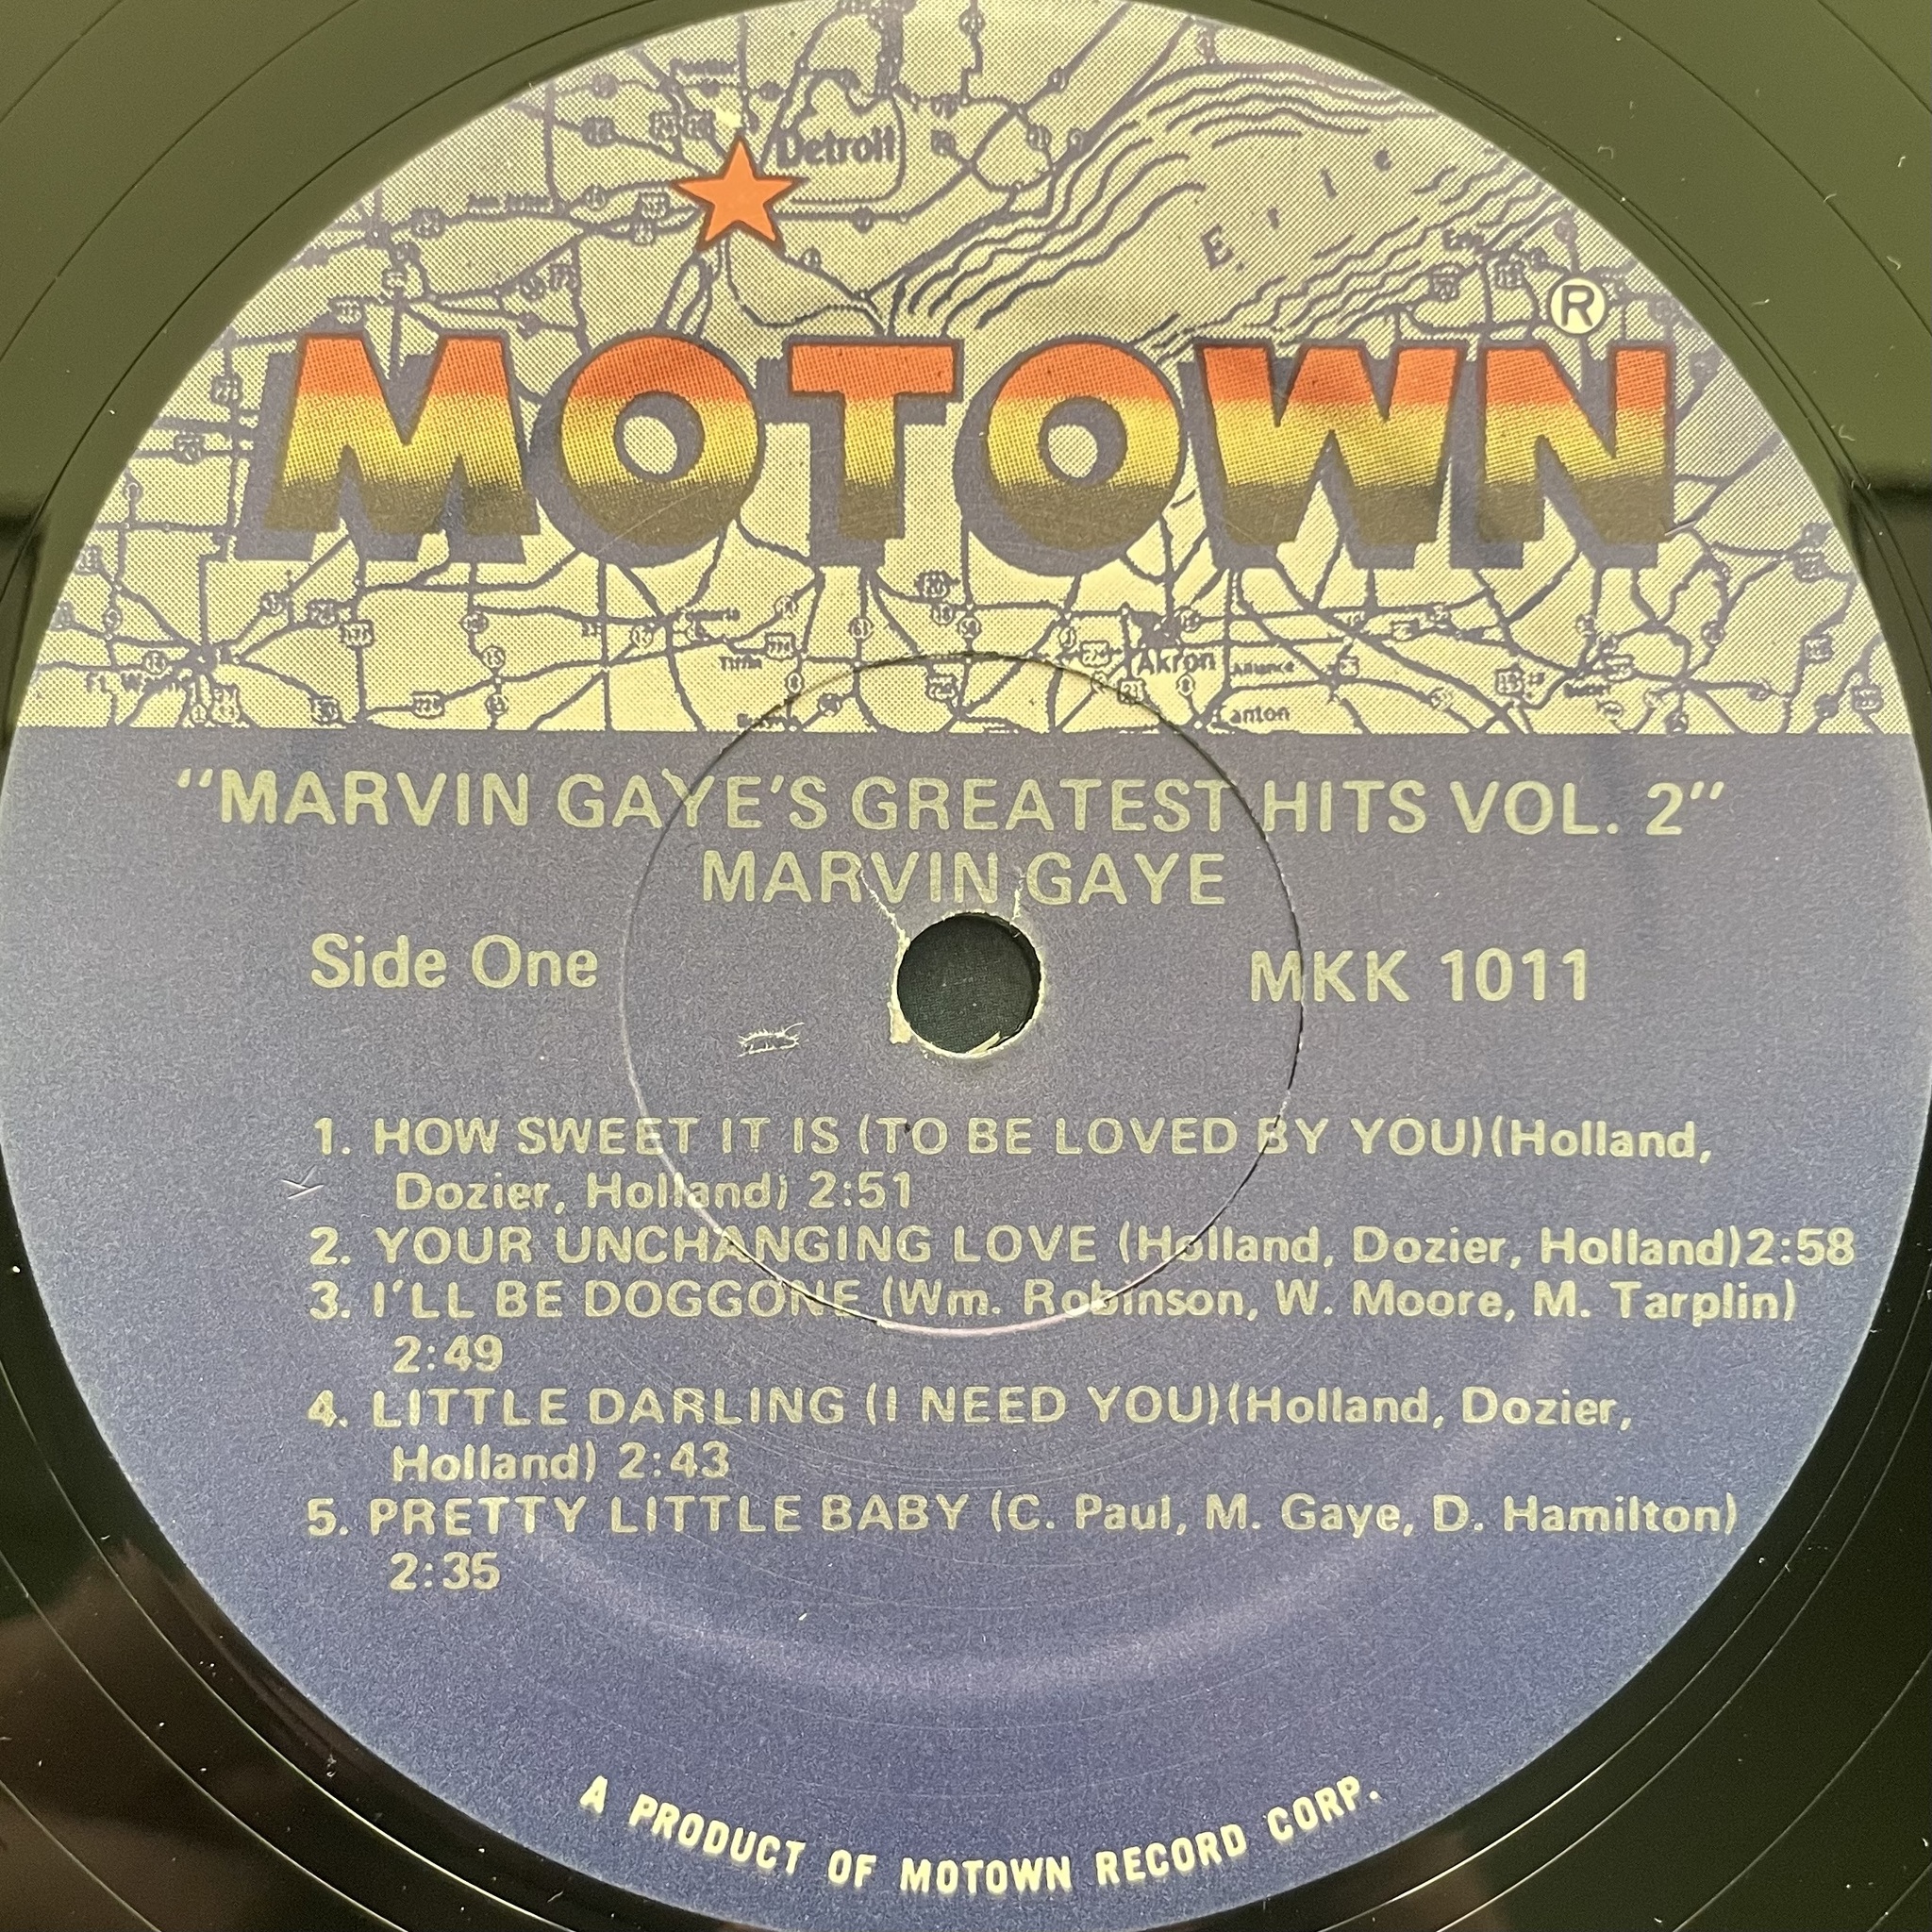 Detroit
E
r
i
e
®
MOTOWN
Tiffin
Akron
Alliance
Canton
"MARVIN GAYE'S GREATEST HITS VOL. 2"
MARVIN GAYE
Side One
MKK 1011
1. HOW SWEET IT IS (TO BE LOVED BY YOU)(Holland,
Dozier, Holland) 2:51
2. YOUR UNCHANGING LOVE (Holland, Dozier, Holland)2:58
3. I'LL BE DOGGONE (Wm. Robinson, W. Moore, M. Tarplin)
2:49
4. LITTLE DARLING (I NEED YOU)(Holland, Dozier,
Holland) 2:43
5. PRETTY LITTLE BABY (C. Paul, M. Gaye, D. Hamilton)
2:35
A PRODUCT OF MOTOWN RECORD CORP.